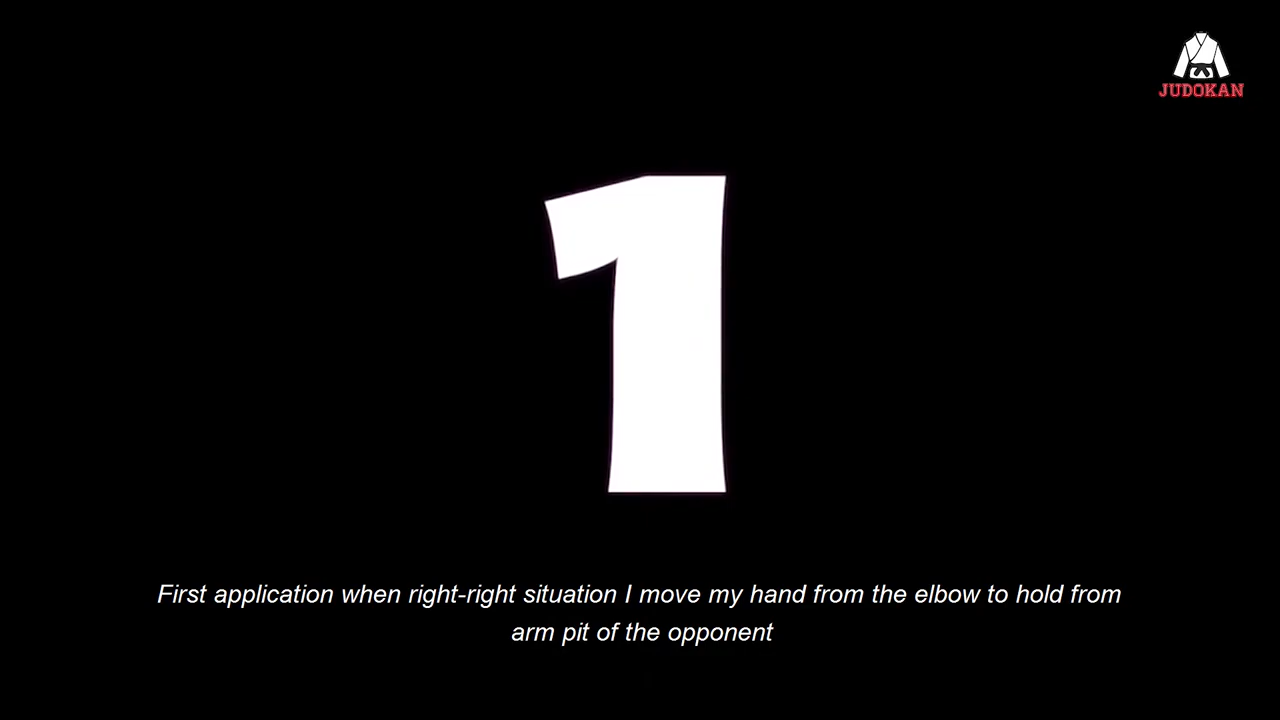 JUDOKAN
1
First application when right-right situation I move my hand from the elbow to hold from
arm pit of the opponent